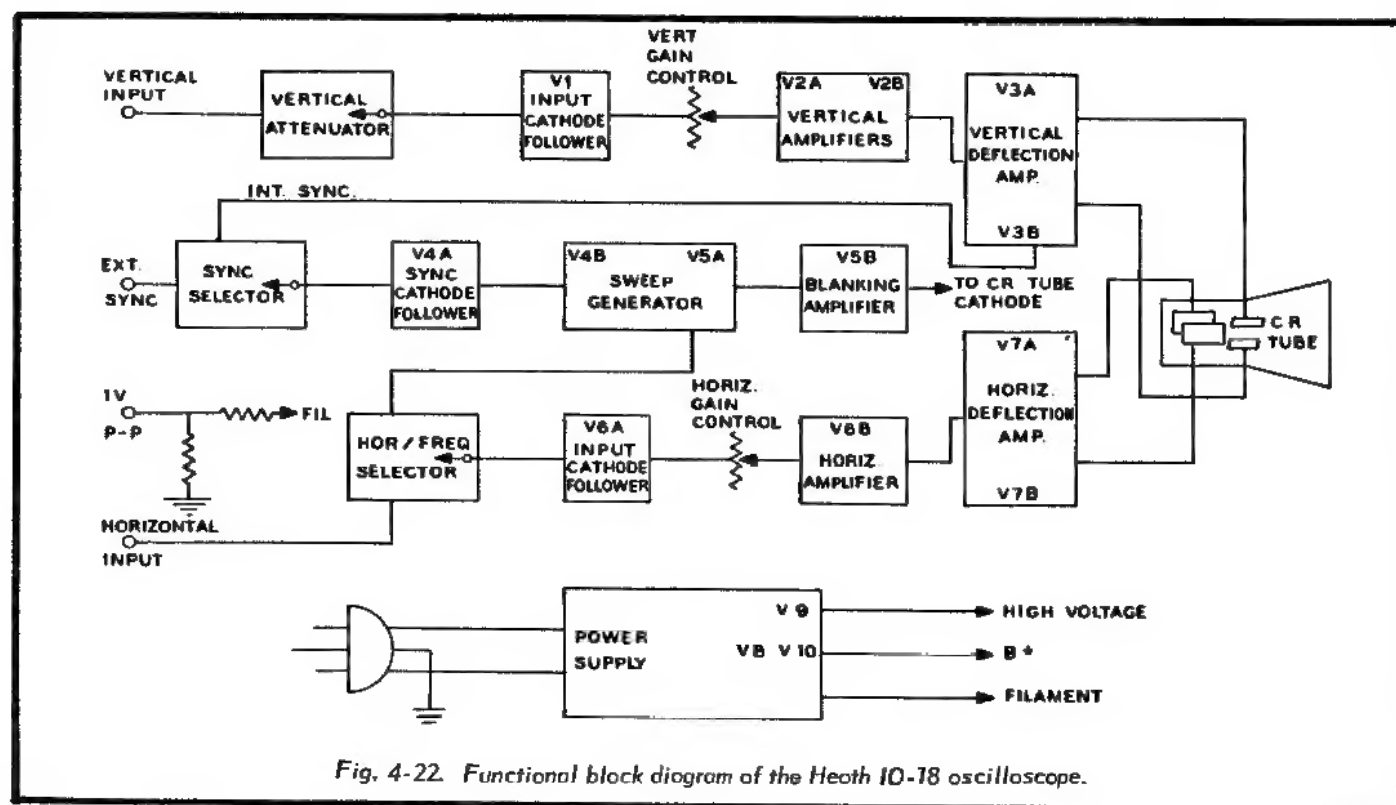 VERTICAL
INPUT
VERTICAL
ATTENUATOR
V1
INPUT
CATHODE
FOLLOWER
VERT
GAIN
CONTROL
V2A V2B
VERTICAL
AMPLIFIERS
V3A
VERTICAL
DEFLECTION
AMP.
V3B
INT. SYNC.
EXT.
SYNC
SYNC
SELECTOR
V4A
SYNC
CATHODE
FOLLOWER
V4B V5A
SWEEP
GENERATOR
V5B
BLANKING
AMPLIFIER
TO CR TUBE
CATHODE
CR
TUBE
1V
P-P
FIL
HOR/FREQ
SELECTOR
V6A
INPUT
CATHODE
FOLLOWER
HORIZ.
GAIN
CONTROL
V6B
HORIZ.
AMPLIFIER
V7A
HORIZ.
DEFLECTION
AMP.
V7B
HORIZONTAL
INPUT
POWER
SUPPLY
V9
V8 V10
HIGH VOLTAGE
B+
FILAMENT
Fig. 4-22. Functional block diagram of the Heath IO-18 oscilloscope.